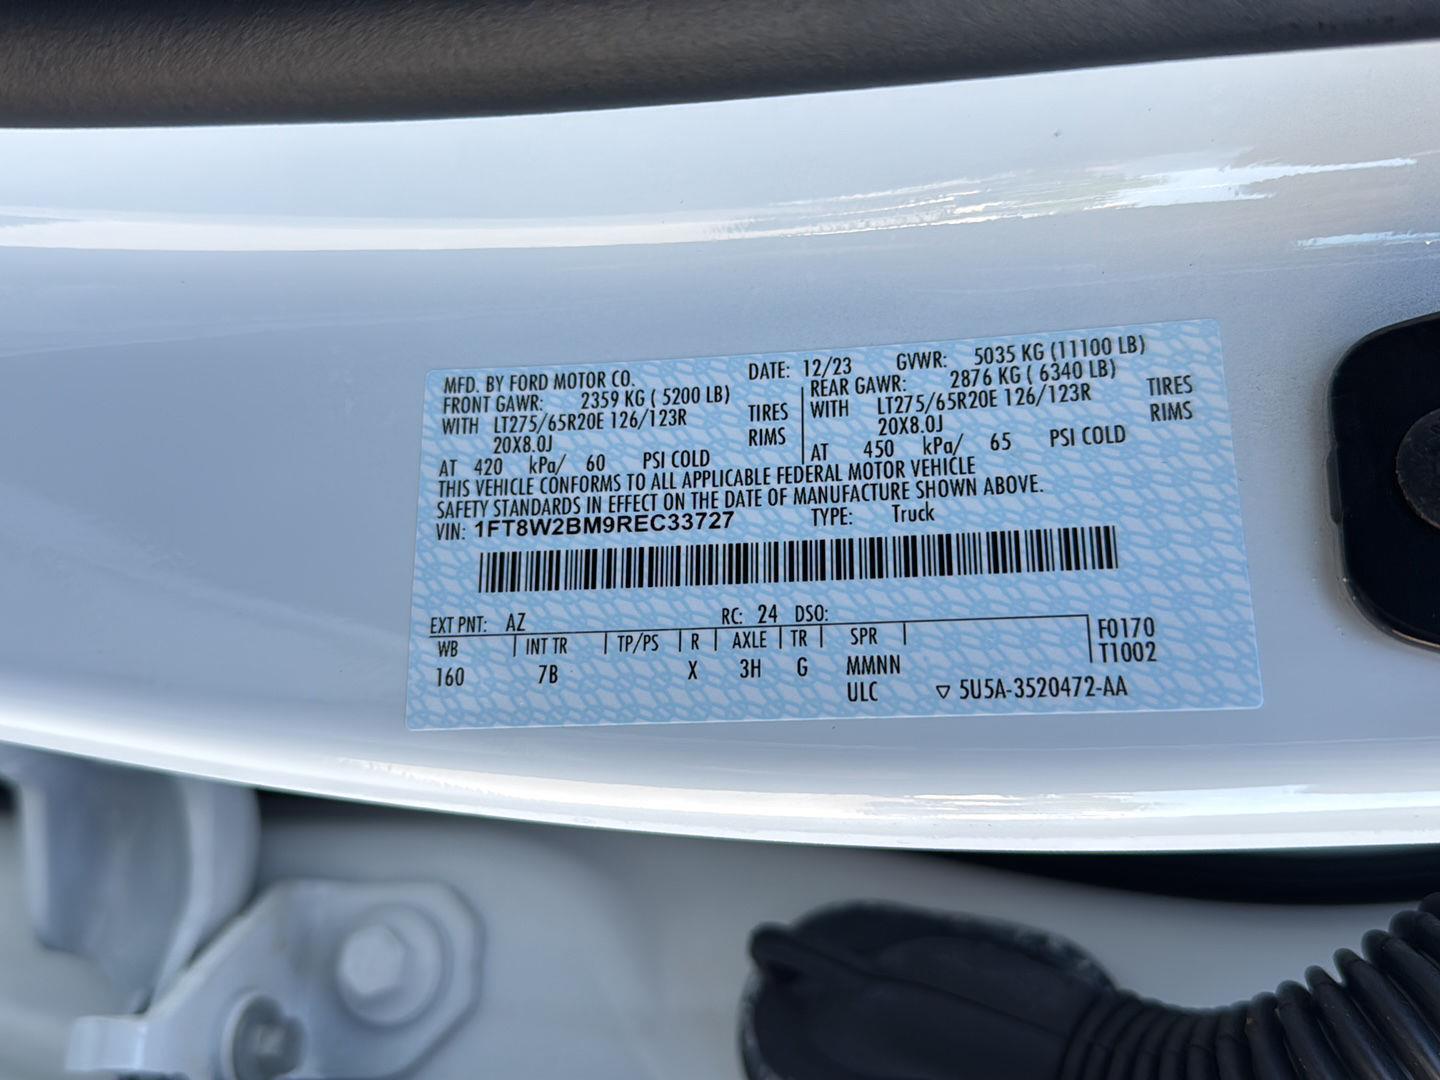 MFD. BY FORD MOTOR CO. DATE: 12/23 GVWR: 5035 KG (11100 LB)
FRONT GAWR: 2359 KG ( 5200 LB) REAR GAWR: 2876 KG ( 6340 LB)
WITH LT275/65R20E 126/123R TIRES WITH LT275/65R20E 126/123R TIRES
20X8.0J RIMS 20X8.0J RIMS
AT 420 kPa/ 60 PSI COLD AT 450 kPa/ 65 PSI COLD
THIS VEHICLE CONFORMS TO ALL APPLICABLE FEDERAL MOTOR VEHICLE
SAFETY STANDARDS IN EFFECT ON THE DATE OF MANUFACTURE SHOWN ABOVE.
VIN: 1FT8W2BM9REC33727 TYPE: Truck
EXT PNT: AZ RC: 24 DSO:
WB INT TR TP/PS R AXLE TR SPR F0170
160 7B X 3H G MMNN T1002
ULC ▽ 5U5A-3520472-AA